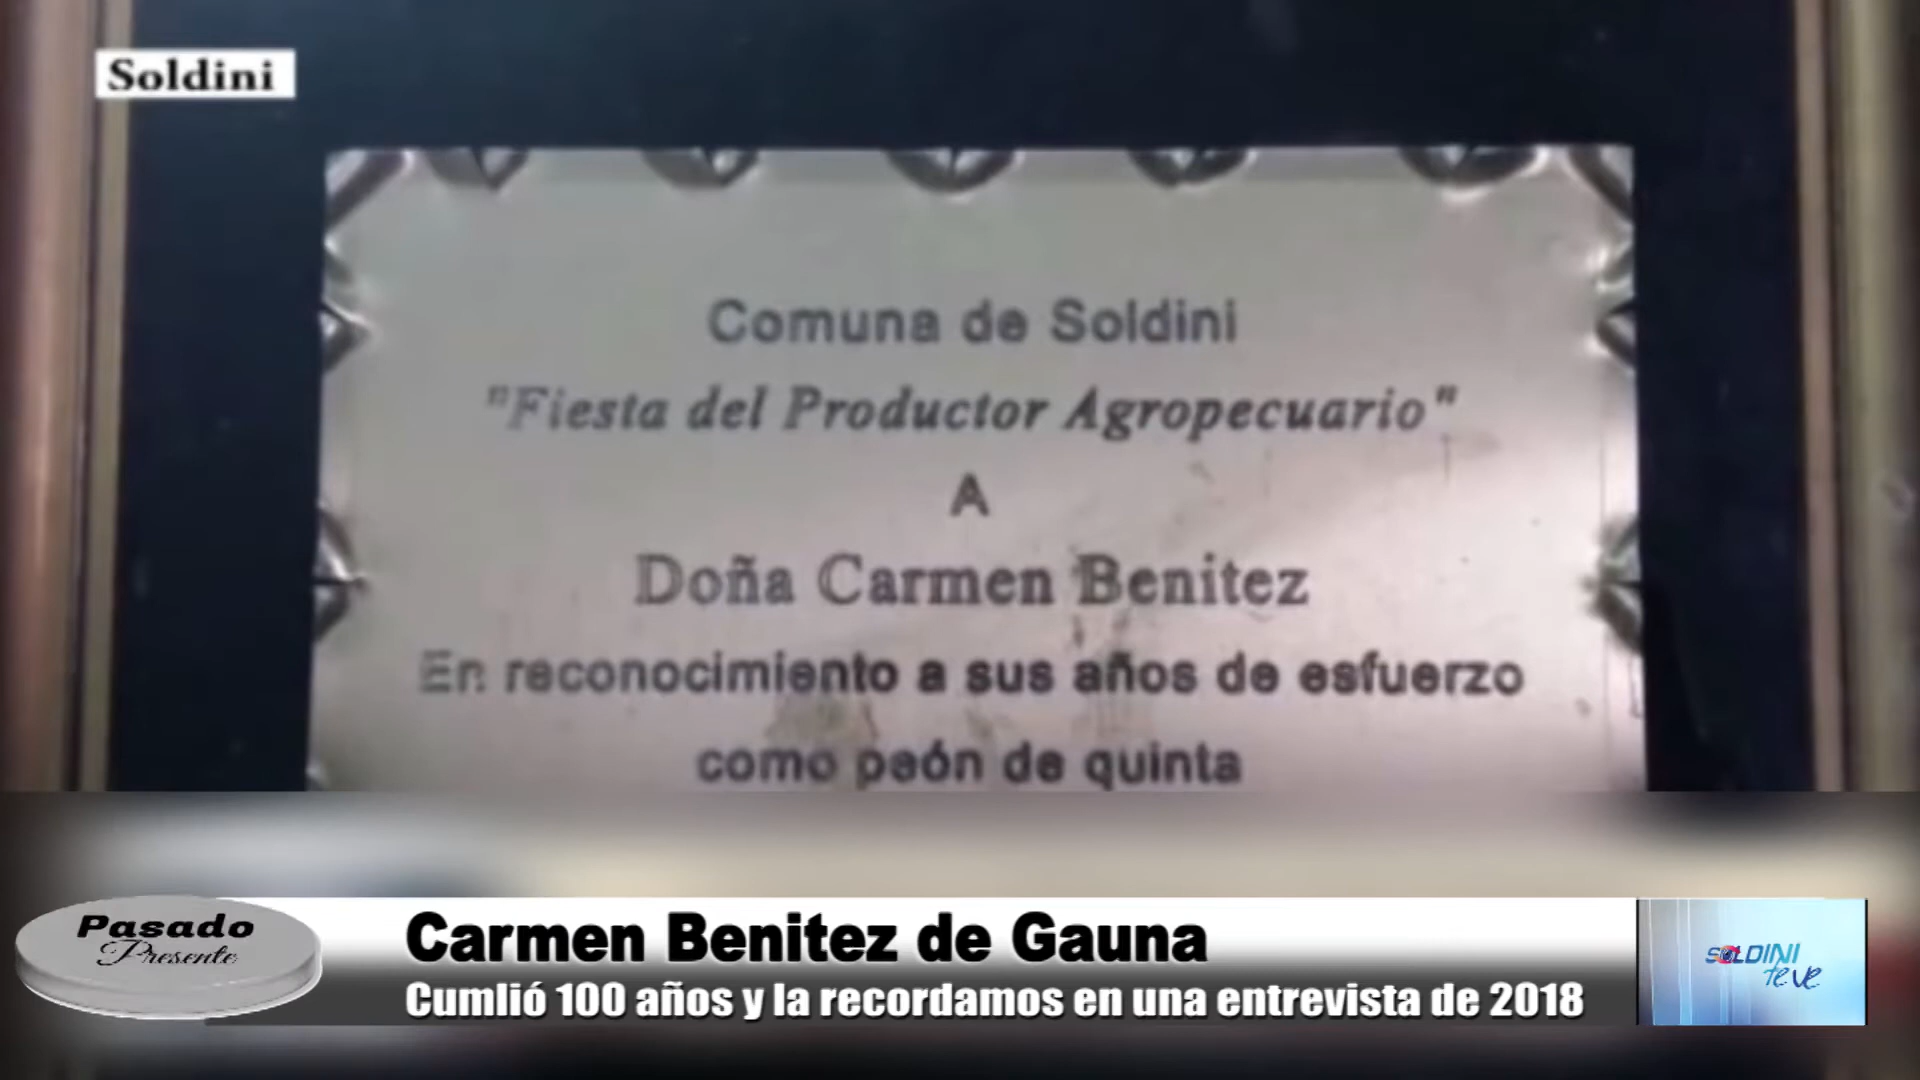 Soldini
Comuna de Soldini
"Fiesta del Productor Agropecuario"
A
Doña Carmen Benitez
En reconocimiento a sus años de esfuerzo
como peón de quinta
Pasado
Presente
Carmen Benitez de Gauna
Cumlió 100 años y la recordamos en una entrevista de 2018
SOLDINI
te ve